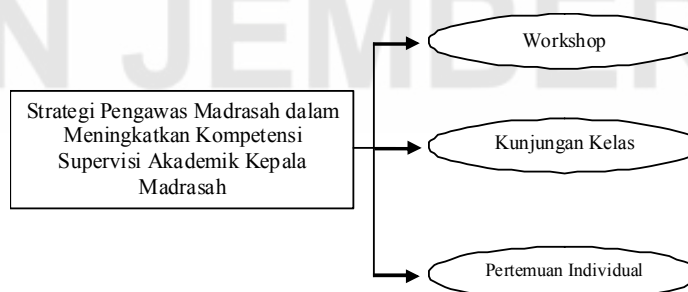 N JEMBER
Workshop
Strategi Pengawas Madrasah dalam
Meningkatkan Kompetensi
Supervisi Akademik Kepala
Madrasah
Kunjungan Kelas
Pertemuan Individual